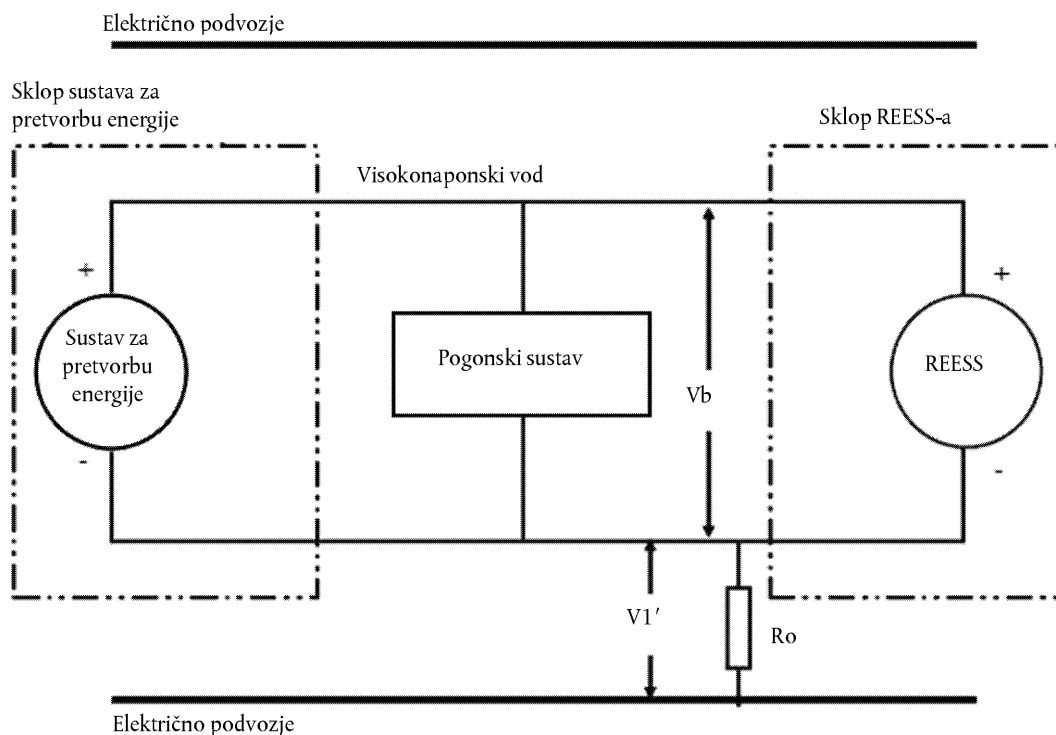 Električno podvozje
Sklop sustava za
pretvorbu energije
Sklop REESS-a
Visokonaponski vod
+
+
Sustav za
pretvorbu
energije
Pogonski sustav
REESS
Vb
-
-
V1′
Ro
Električno podvozje